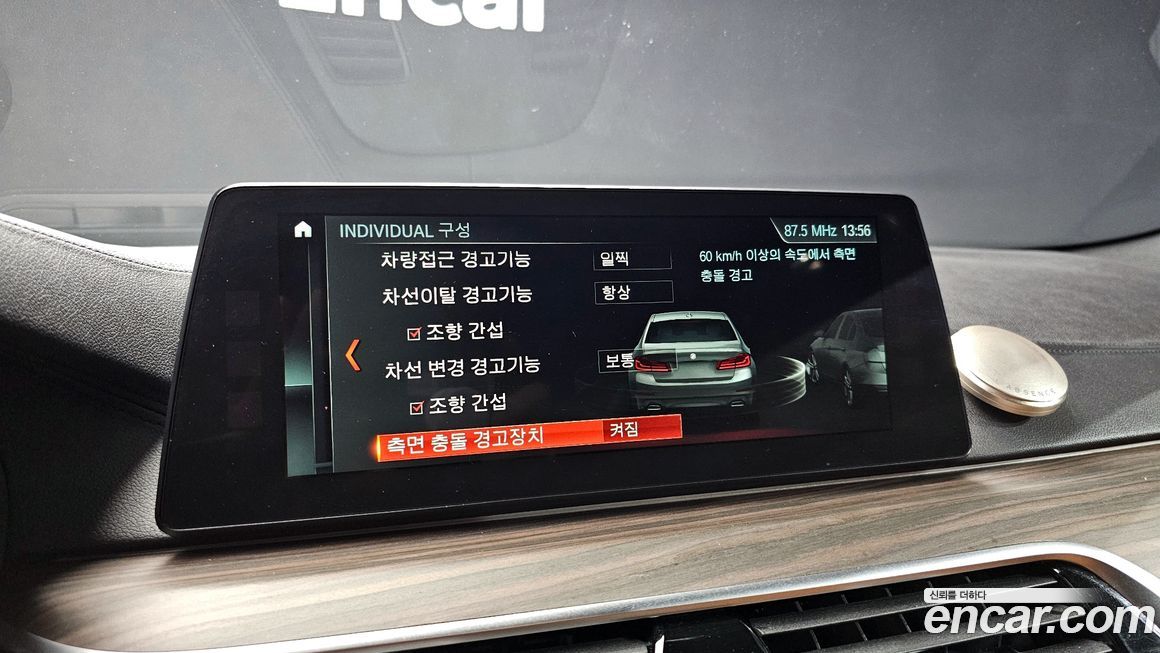 Encar
INDIVIDUAL 구성
87.5 MHz 13:56
차량접근 경고기능 일찍
차선이탈 경고기능 항상
조향 간섭
차선 변경 경고기능 보통
조향 간섭
측면 충돌 경고장치 켜짐
60 km/h 이상의 속도에서 측면
충돌 경고
ABSENCE
신뢰를 더하다
encar.com